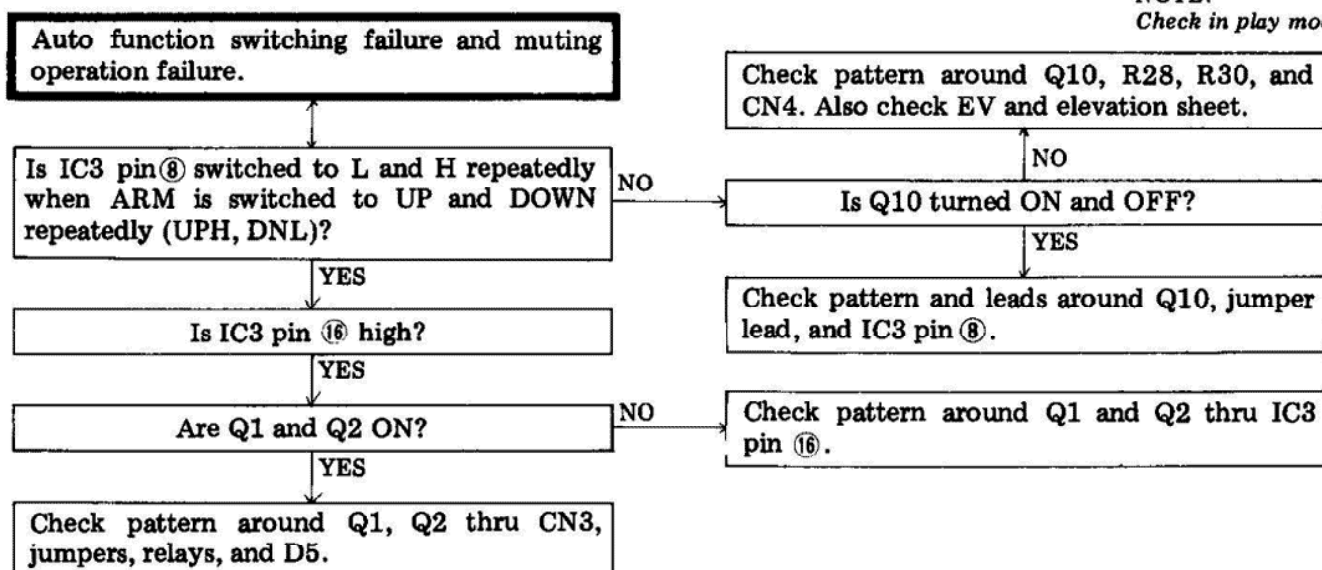 NOTE:
Check in play mo
Auto function switching failure and muting
operation failure.
Check pattern around Q10, R28, R30, and
CN4. Also check EV and elevation sheet.
Is IC3 pin ⑧ switched to L and H repeatedly
when ARM is switched to UP and DOWN
repeatedly (UPH, DNL)?
NO
NO
Is Q10 turned ON and OFF?
YES
YES
Check pattern and leads around Q10, jumper
lead, and IC3 pin ⑧.
Is IC3 pin ⑯ high?
YES
Are Q1 and Q2 ON?
NO
Check pattern around Q1 and Q2 thru IC3
pin ⑯.
YES
Check pattern around Q1, Q2 thru CN3,
jumpers, relays, and D5.